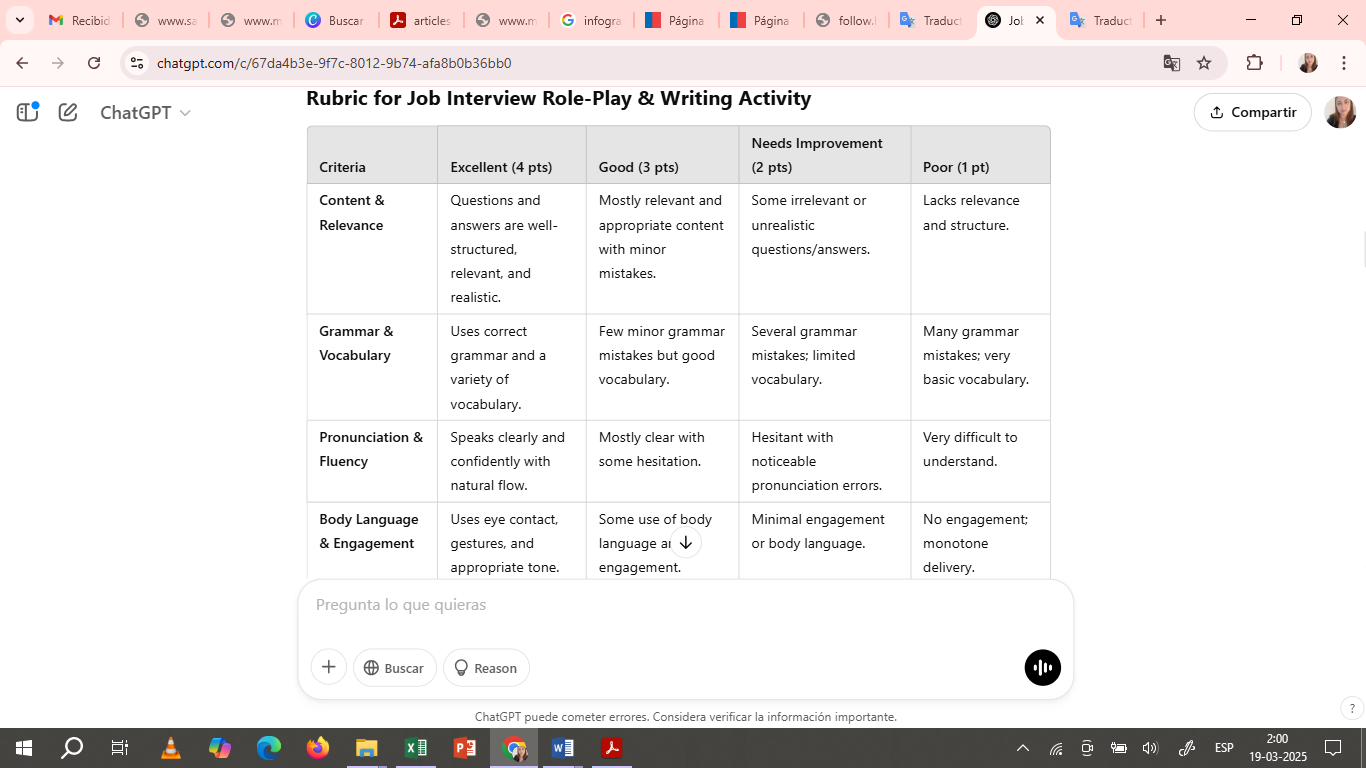 Recibid
www.sa
www.m
Buscar
articles
www.m
infogra
Página
Página
follow.
Traduct
Job
Traduct
chatgpt.com/c/67da4b3e-9f7c-8012-9b74-afa8b0b36bb0
ChatGPT
Compartir
Rubric for Job Interview Role-Play & Writing Activity
Criteria
Excellent (4 pts)
Good (3 pts)
Needs Improvement
(2 pts)
Poor (1 pt)
Content &
Relevance
Questions and
answers are well-
structured,
relevant, and
realistic.
Mostly relevant and
appropriate content
with minor
mistakes.
Some irrelevant or
unrealistic
questions/answers.
Lacks relevance
and structure.
Grammar &
Vocabulary
Uses correct
grammar and a
variety of
vocabulary.
Few minor grammar
mistakes but good
vocabulary.
Several grammar
mistakes; limited
vocabulary.
Many grammar
mistakes; very
basic vocabulary.
Pronunciation &
Fluency
Speaks clearly and
confidently with
natural flow.
Mostly clear with
some hesitation.
Hesitant with
noticeable
pronunciation errors.
Very difficult to
understand.
Body Language
& Engagement
Uses eye contact,
gestures, and
appropriate tone.
Some use of body
language
engagement.
Minimal engagement
or body language.
No engagement;
monotone
delivery.
Pregunta lo que quieras
Buscar
Reason
ChatGPT puede cometer errores. Considera verificar la información importante.
?
ESP
2:00
19-03-2025